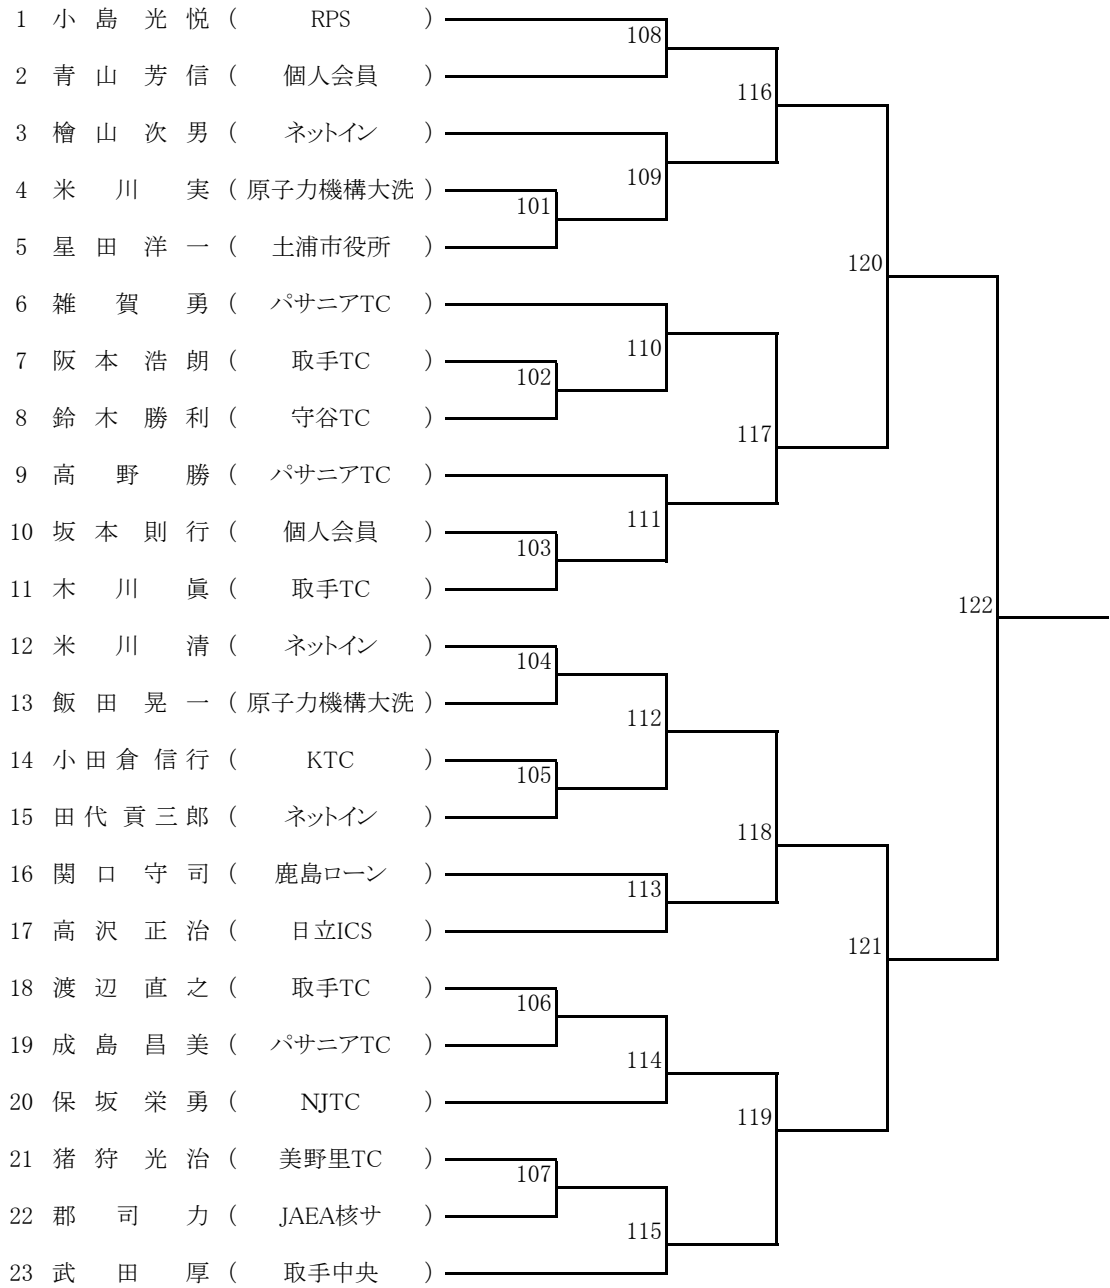 1 小島光悦 ( RPS )
108
2 青山芳信 ( 個人会員 )
116
3 檜山次男 ( ネットイン )
109
4 米川実 ( 原子力機構大洗 )
101
5 星田洋一 ( 土浦市役所 )
120
6 雑賀勇 ( パサニアTC )
110
7 阪本浩朗 ( 取手TC )
102
8 鈴木勝利 ( 守谷TC )
117
9 高野勝 ( パサニアTC )
111
10 坂本則行 ( 個人会員 )
103
11 木川眞 ( 取手TC )
122
12 米川清 ( ネットイン )
104
13 飯田晃一 ( 原子力機構大洗 )
112
14 小田倉信行 ( KTC )
105
15 田代貢三郎 ( ネットイン )
118
16 関口守司 ( 鹿島ローン )
113
17 高沢正治 ( 日立ICS )
121
18 渡辺直之 ( 取手TC )
106
19 成島昌美 ( パサニアTC )
114
20 保坂栄勇 ( NJTC )
119
21 猪狩光治 ( 美野里TC )
107
22 郡司力 ( JAEA核サ )
115
23 武田厚 ( 取手中央 )